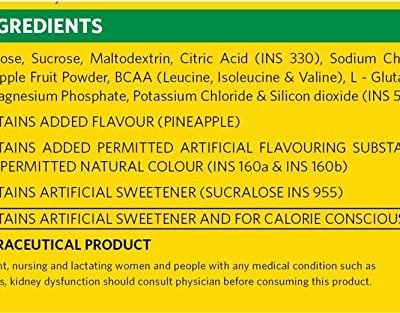 GREDIENTS
ose, Sucrose, Maltodextrin, Citric Acid (INS 330), Sodium Ch
pple Fruit Powder, BCAA (Leucine, Isoleucine & Valine), L - Gluta
agnesium Phosphate, Potassium Chloride & Silicon dioxide (INS 5
TAINS ADDED FLAVOUR (PINEAPPLE)
TAINS ADDED PERMITTED ARTIFICIAL FLAVOURING SUBSTA
PERMITTED NATURAL COLOUR (INS 160a & INS 160b)
TAINS ARTIFICIAL SWEETENER (SUCRALOSE INS 955)
TAINS ARTIFICIAL SWEETENER AND FOR CALORIE CONSCIOUS
RACEUTICAL PRODUCT
nt, nursing and lactating women and people with any medical condition such as
s, kidney dysfunction should consult physician before consuming this product.